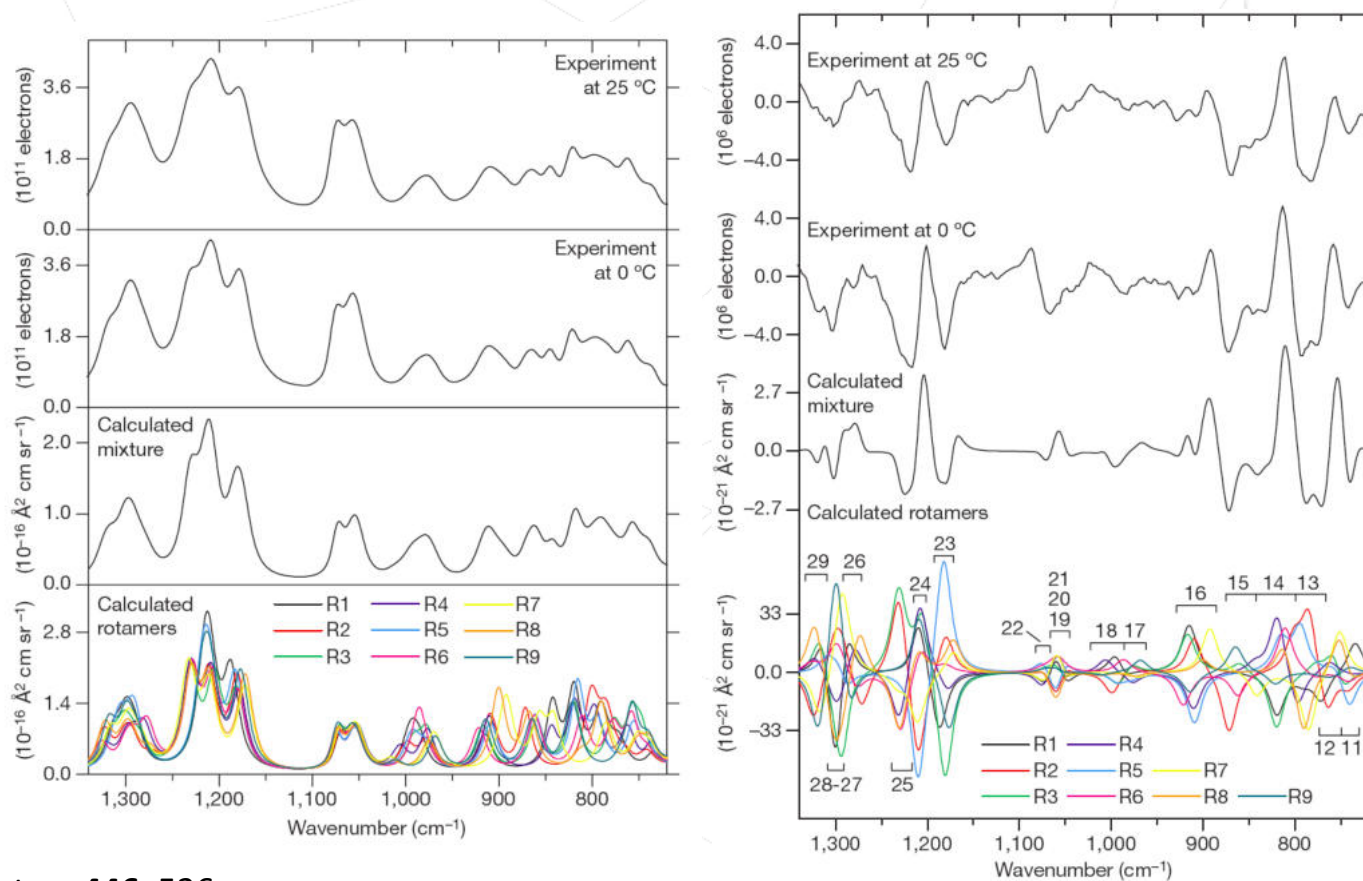 Experiment
at 25 °C
(10¹¹ electrons)
3.6
1.8
0.0
Experiment
at 0 °C
(10¹¹ electrons)
3.6
1.8
0.0
Calculated
mixture
(10⁻¹⁶ Å² cm sr⁻¹)
2.0
1.0
0.0
Calculated
rotamers
R1 R4 R7
R2 R5 R8
R3 R6 R9
(10⁻¹⁶ Å² cm sr⁻¹)
2.8
1.4
0.0
1,300 1,200 1,100 1,000 900 800
Wavenumber (cm⁻¹)
Experiment at 25 °C
(10⁶ electrons)
4.0
0.0
−4.0
Experiment at 0 °C
(10⁶ electrons)
4.0
0.0
−4.0
Calculated
mixture
(10⁻²¹ Å² cm sr⁻¹)
2.7
0.0
−2.7
Calculated rotamers
(10⁻²¹ Å² cm sr⁻¹)
33
0.0
−33
29 26 24 23 22 21
20
19 18 17 16 15 14 13
28-27 25 12 11
R1 R4
R2 R5 R7
R3 R6 R8 R9
1,300 1,200 1,100 1,000 900 800
Wavenumber (cm⁻¹)